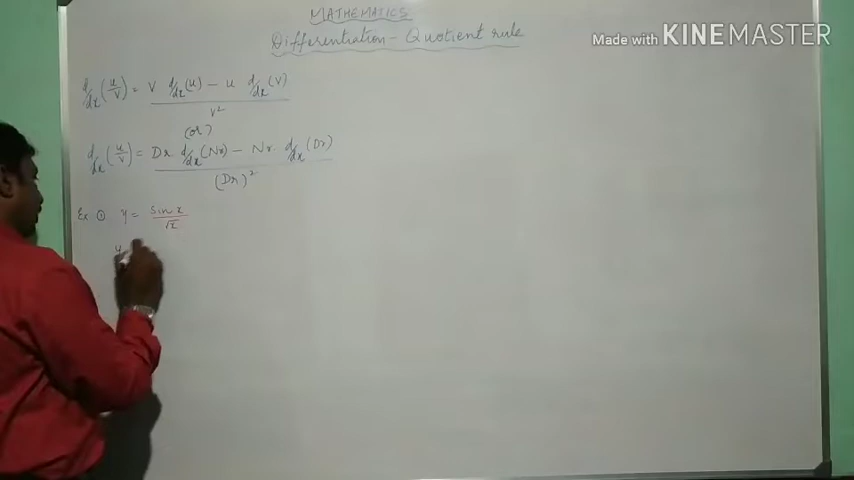 MATHEMATICS
Differentiation - Quotient rule
Made with KINEMASTER
d/dx (u/v) = v d/dx (u) - u d/dx (v) / v²
(or)
d/dx (u/v) = Dr d/dx (Nr) - Nr d/dx (Dr) / (Dr)²
Ex ① y = Sin x / √x
y